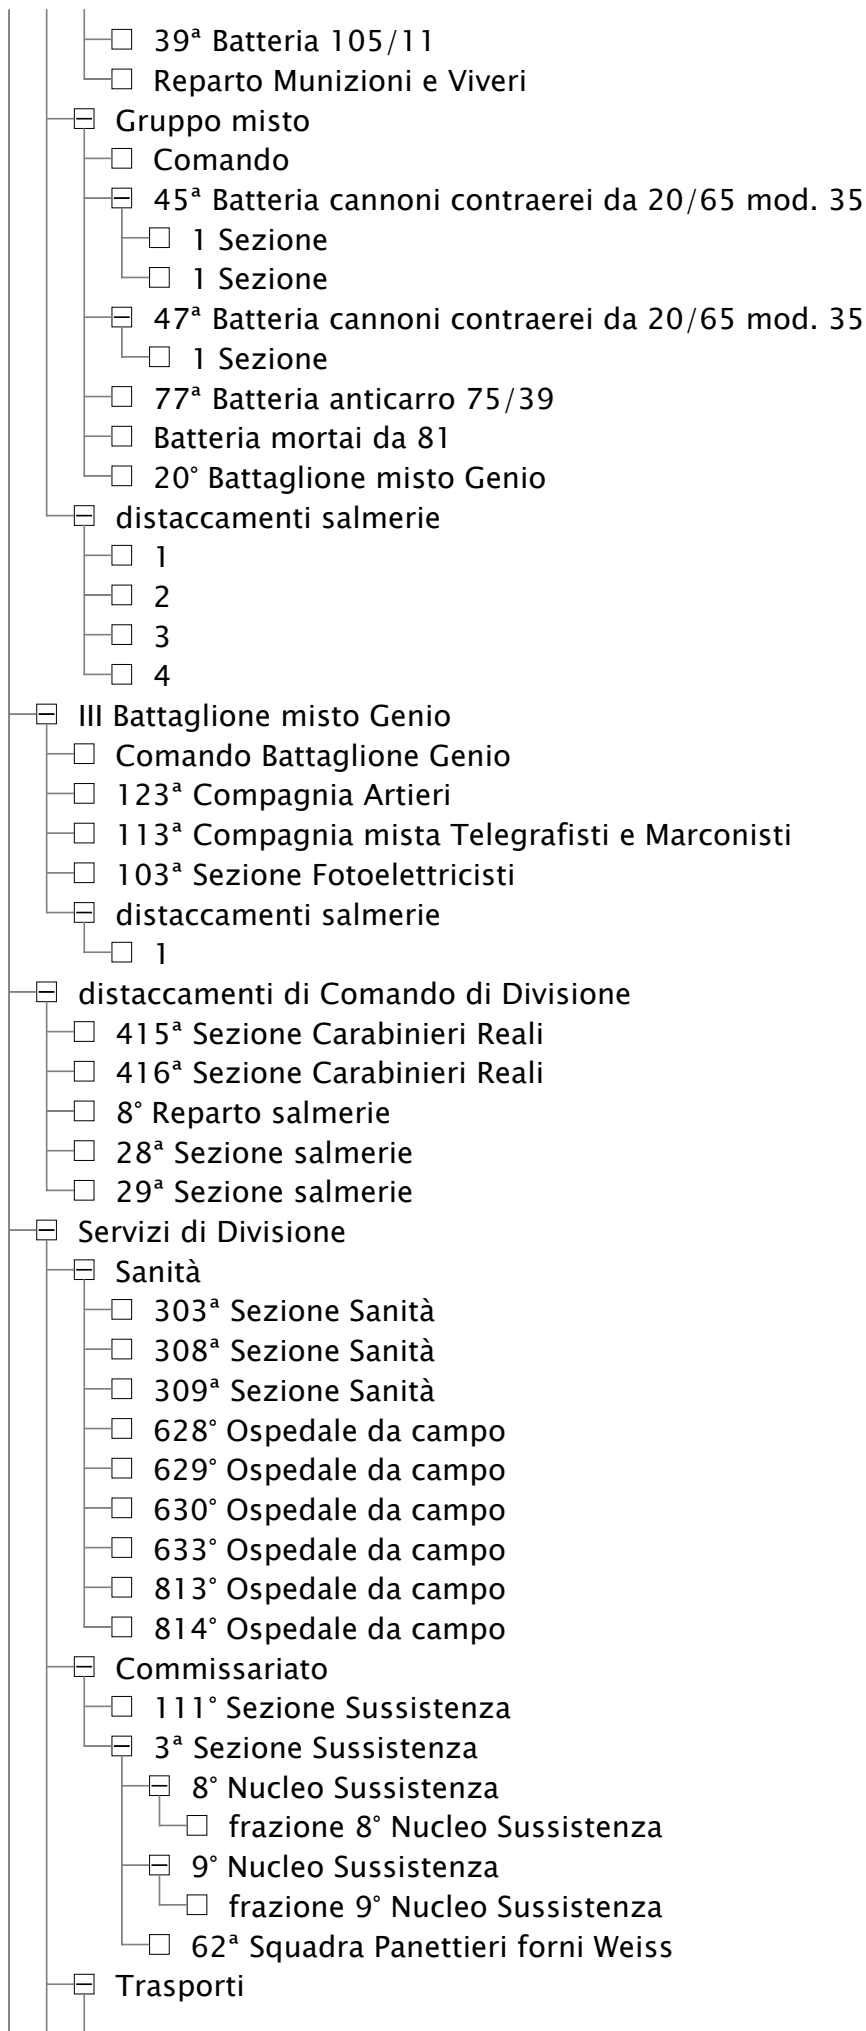 39ª Batteria 105/11
Reparto Munizioni e Viveri
Gruppo misto
Comando
45ª Batteria cannoni contraerei da 20/65 mod. 35
1 Sezione
1 Sezione
47ª Batteria cannoni contraerei da 20/65 mod. 35
1 Sezione
77ª Batteria anticarro 75/39
Batteria mortai da 81
20° Battaglione misto Genio
distaccamenti salmerie
1
2
3
4
III Battaglione misto Genio
Comando Battaglione Genio
123ª Compagnia Artieri
113ª Compagnia mista Telegrafisti e Marconisti
103ª Sezione Fotoelettricisti
distaccamenti salmerie
1
distaccamenti di Comando di Divisione
415ª Sezione Carabinieri Reali
416ª Sezione Carabinieri Reali
8° Reparto salmerie
28ª Sezione salmerie
29ª Sezione salmerie
Servizi di Divisione
Sanità
303ª Sezione Sanità
308ª Sezione Sanità
309ª Sezione Sanità
628° Ospedale da campo
629° Ospedale da campo
630° Ospedale da campo
633° Ospedale da campo
813° Ospedale da campo
814° Ospedale da campo
Commissariato
111° Sezione Sussistenza
3ª Sezione Sussistenza
8° Nucleo Sussistenza
frazione 8° Nucleo Sussistenza
9° Nucleo Sussistenza
frazione 9° Nucleo Sussistenza
62ª Squadra Panettieri forni Weiss
Trasporti